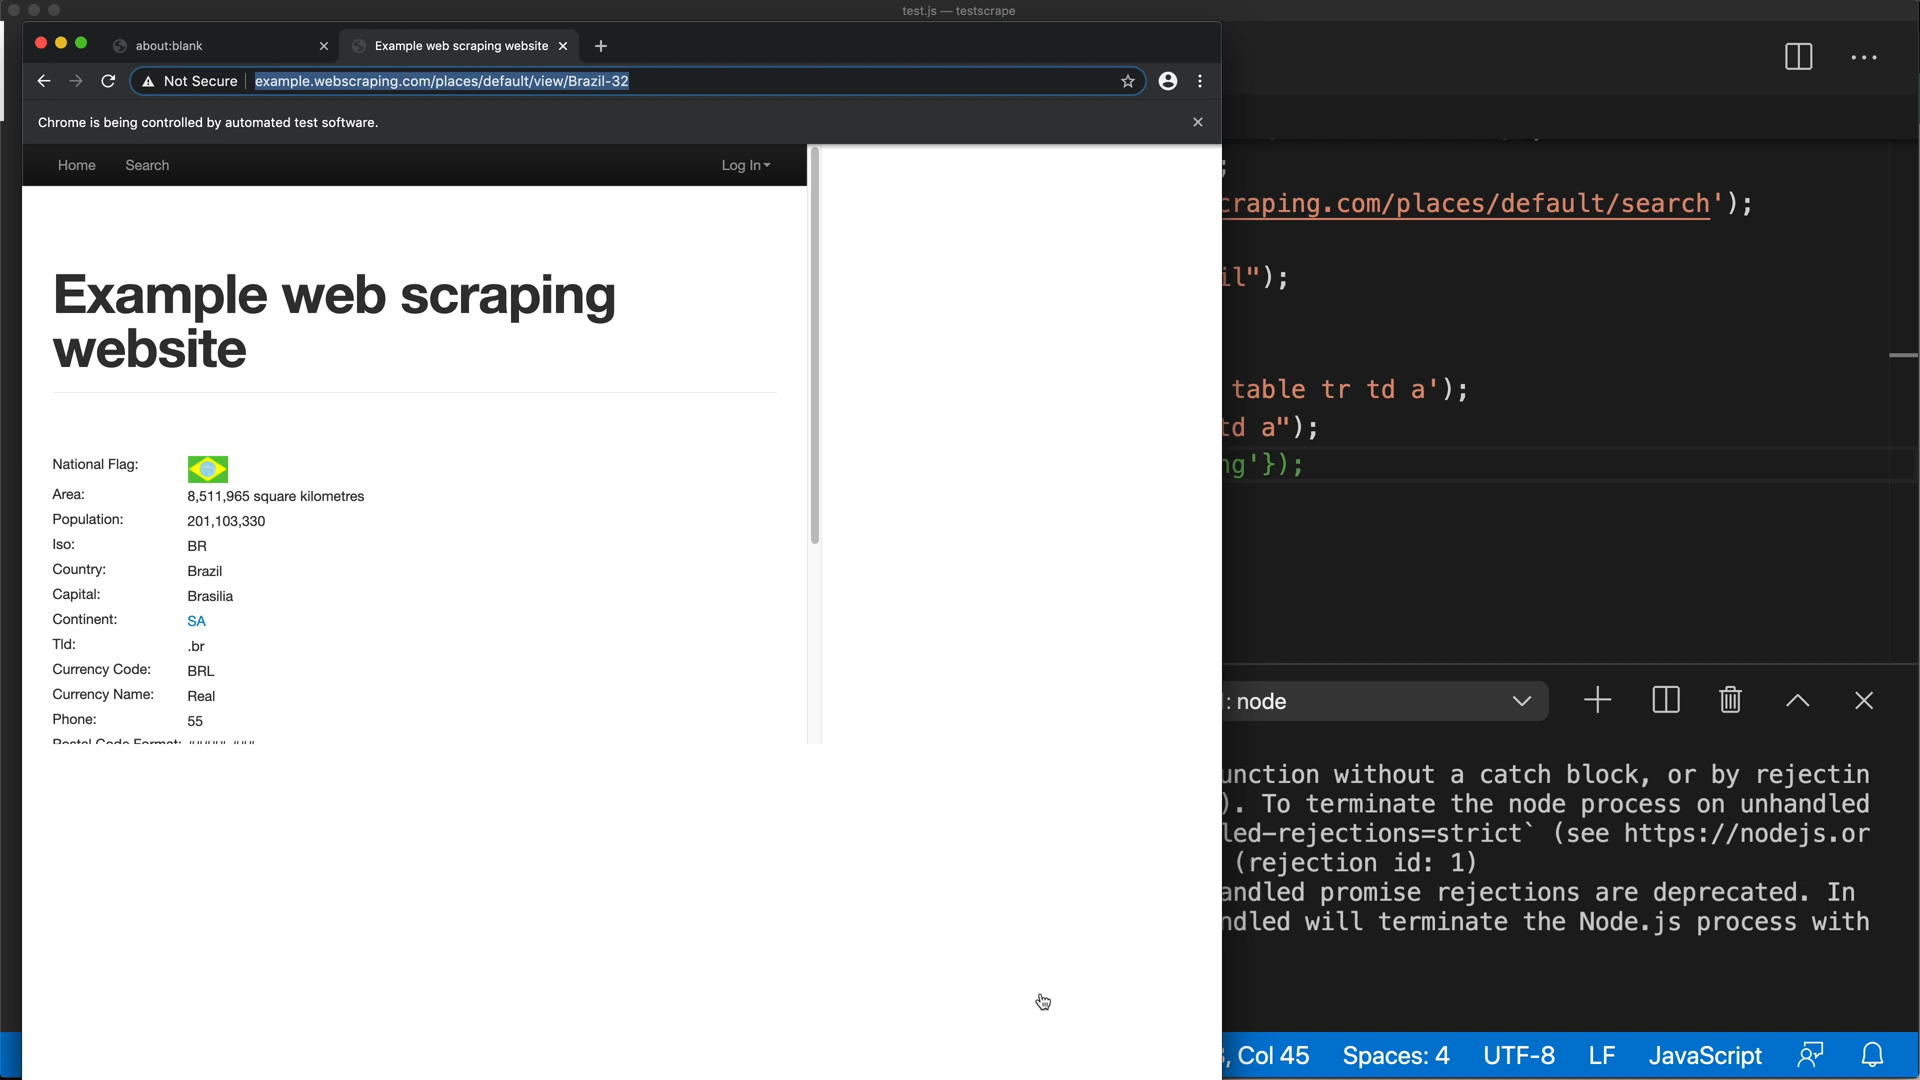 test.js — testscrape
about:blank
Example web scraping website
Not Secure
example.webscraping.com/places/default/view/Brazil-32
Chrome is being controlled by automated test software.
Home Search Log In
Example web scraping
website
National Flag:
Area: 8,511,965 square kilometres
Population: 201,103,330
Iso: BR
Country: Brazil
Capital: Brasilia
Continent: SA
Tld: .br
Currency Code: BRL
Currency Name: Real
Phone: 55
Postal Code Format:
;
craping.com/places/default/search');
il");
table tr td a');
td a");
ng'});
: node
unction without a catch block, or by rejectin
). To terminate the node process on unhandled
led-rejections=strict` (see https://nodejs.or
(rejection id: 1)
andled promise rejections are deprecated. In
ndled will terminate the Node.js process with
, Col 45 Spaces: 4 UTF-8 LF JavaScript